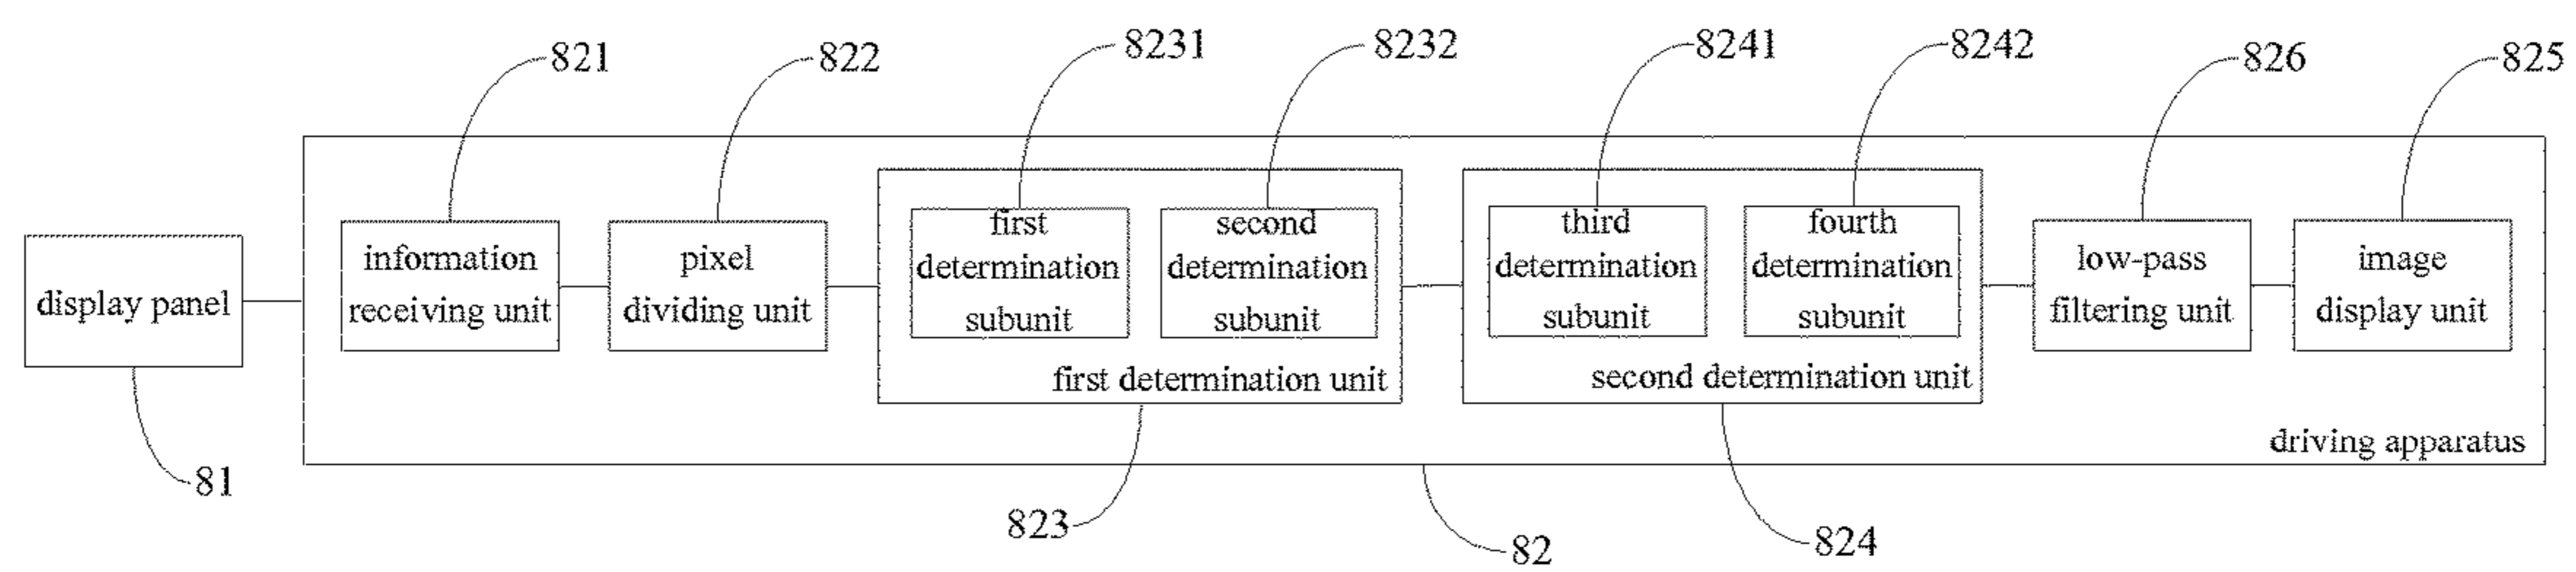 821
822
8231
8232
8241
8242
826
825
display panel
information
receiving unit
pixel
dividing unit
first
determination
subunit
second
determination
subunit
first determination unit
third
determination
subunit
fourth
determination
subunit
second determination unit
low-pass
filtering unit
image
display unit
driving apparatus
81
823
82
824